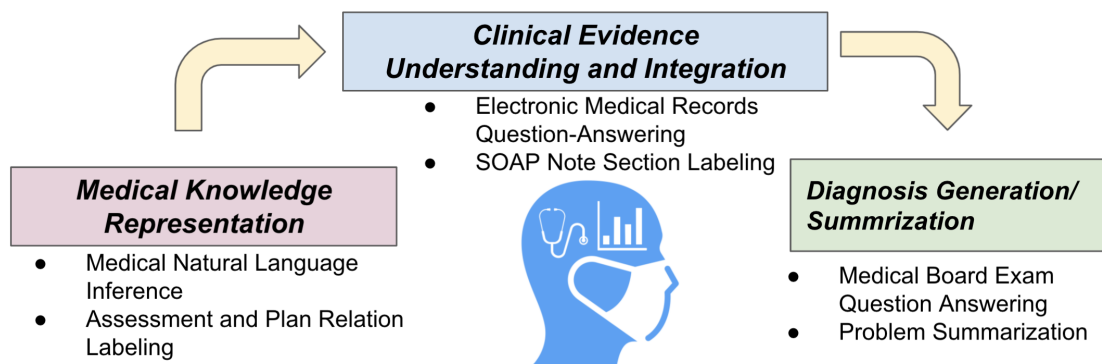 Clinical Evidence
Understanding and Integration
● Electronic Medical Records
Question-Answering
● SOAP Note Section Labeling
Medical Knowledge
Representation
● Medical Natural Language
Inference
● Assessment and Plan Relation
Labeling
Diagnosis Generation/
Summrization
● Medical Board Exam
Question Answering
● Problem Summarization